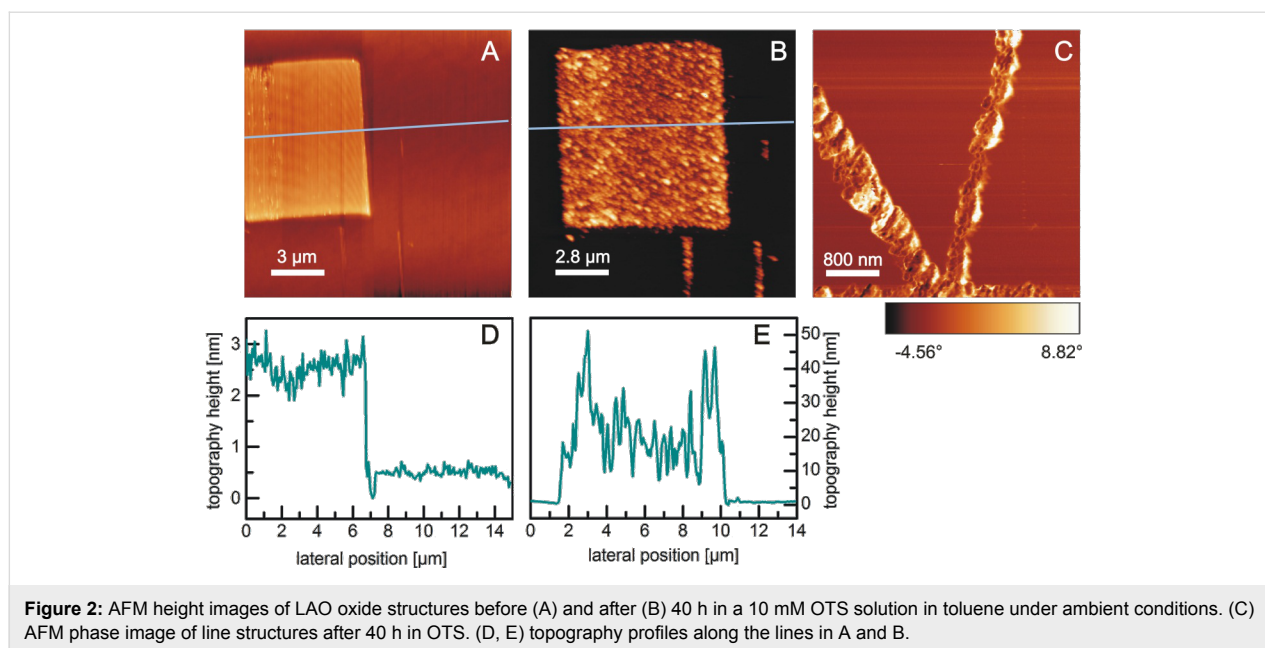 A
B
C
3 µm
2.8 µm
800 nm
-4.56°
8.82°
D
topography height [nm]
3
2
1
0
0 2 4 6 8 10 12 14
lateral position [µm]
E
50
40
30
20
10
0
topography height [nm]
0 2 4 6 8 10 12 14
lateral position [µm]
Figure 2: AFM height images of LAO oxide structures before (A) and after (B) 40 h in a 10 mM OTS solution in toluene under ambient conditions. (C)
AFM phase image of line structures after 40 h in OTS. (D, E) topography profiles along the lines in A and B.